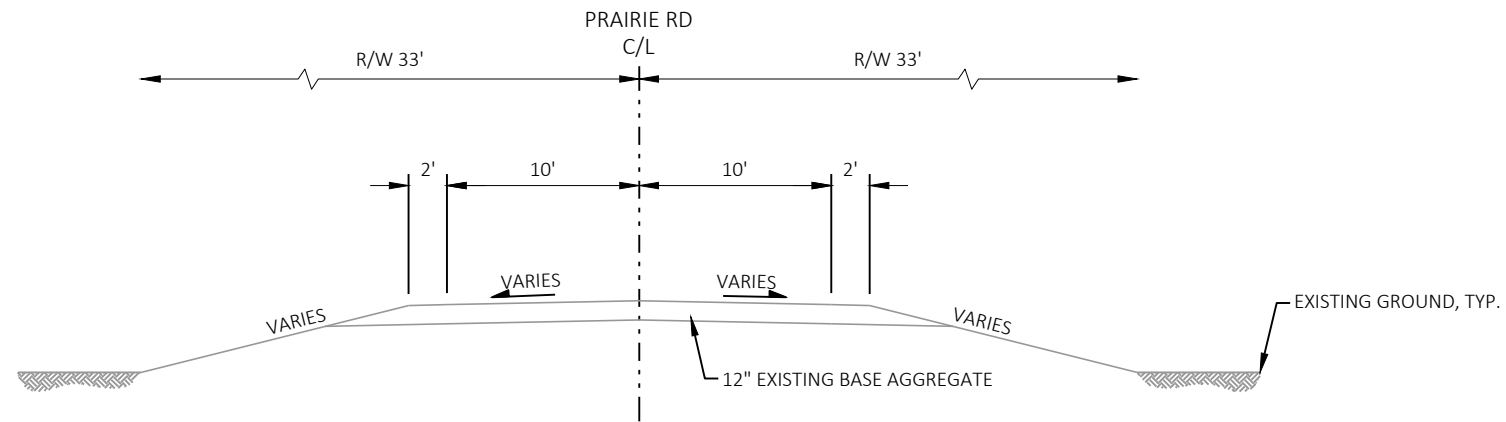 PRAIRIE RD
C/L
R/W 33'
R/W 33'
2'
10'
10'
2'
VARIES
VARIES
VARIES
VARIES
EXISTING GROUND, TYP.
12" EXISTING BASE AGGREGATE